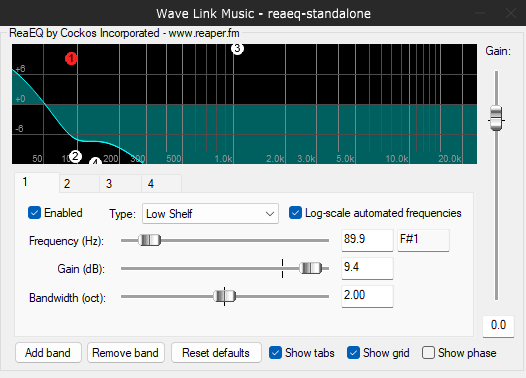 Wave Link Music - reaeq-standalone
ReaEQ by Cockos Incorporated - www.reaper.fm
Gain:
1
3
+6
+0
-6
2
4
50 100 200 300 500 1.0k 2.0k 3.0k 5.0k 10.0k 20.0k
1 2 3 4
Enabled Type: Low Shelf Log-scale automated frequencies
Frequency (Hz): 89.9 F#1
Gain (dB): 9.4
Bandwidth (oct): 2.00
0.0
Add band Remove band Reset defaults Show tabs Show grid Show phase